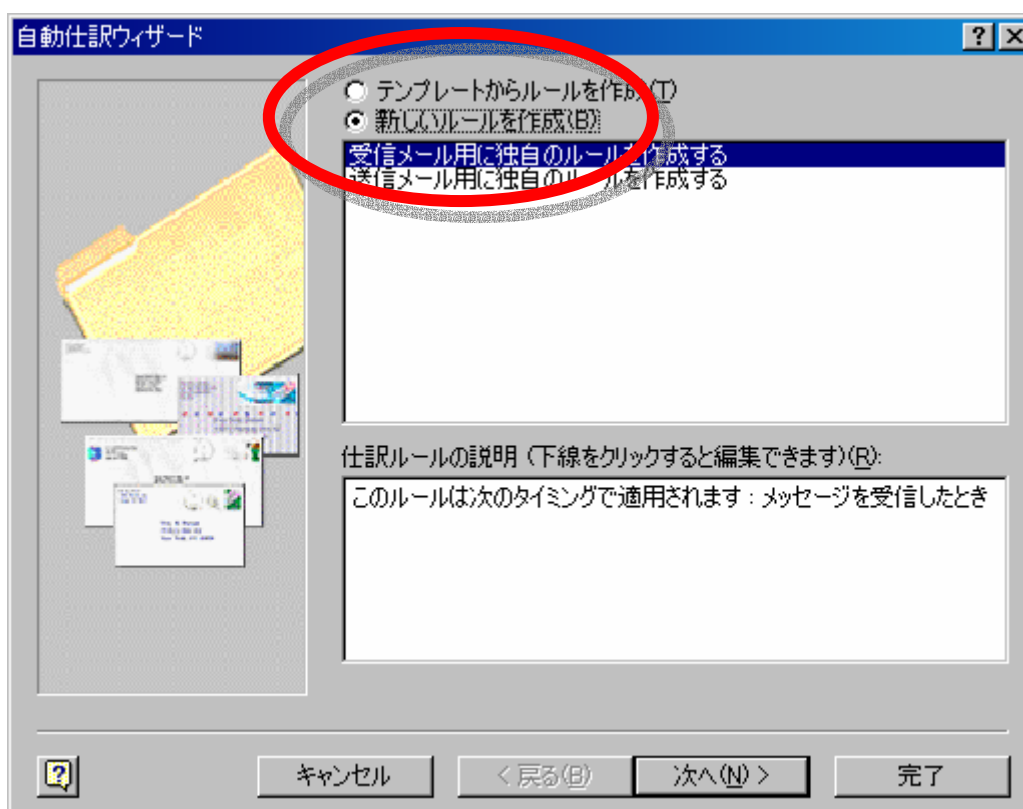 自動仕訳ウィザード
テンプレートからルールを作成(T)
新しいルールを作成(B)
受信メール用に独自のルールを作成する
送信メール用に独自のルールを作成する
仕訳ルールの説明 (下線をクリックすると編集できます)(R):
このルールは次のタイミングで適用されます : メッセージを受信したとき
キャンセル
< 戻る(B)
次へ(N) >
完了